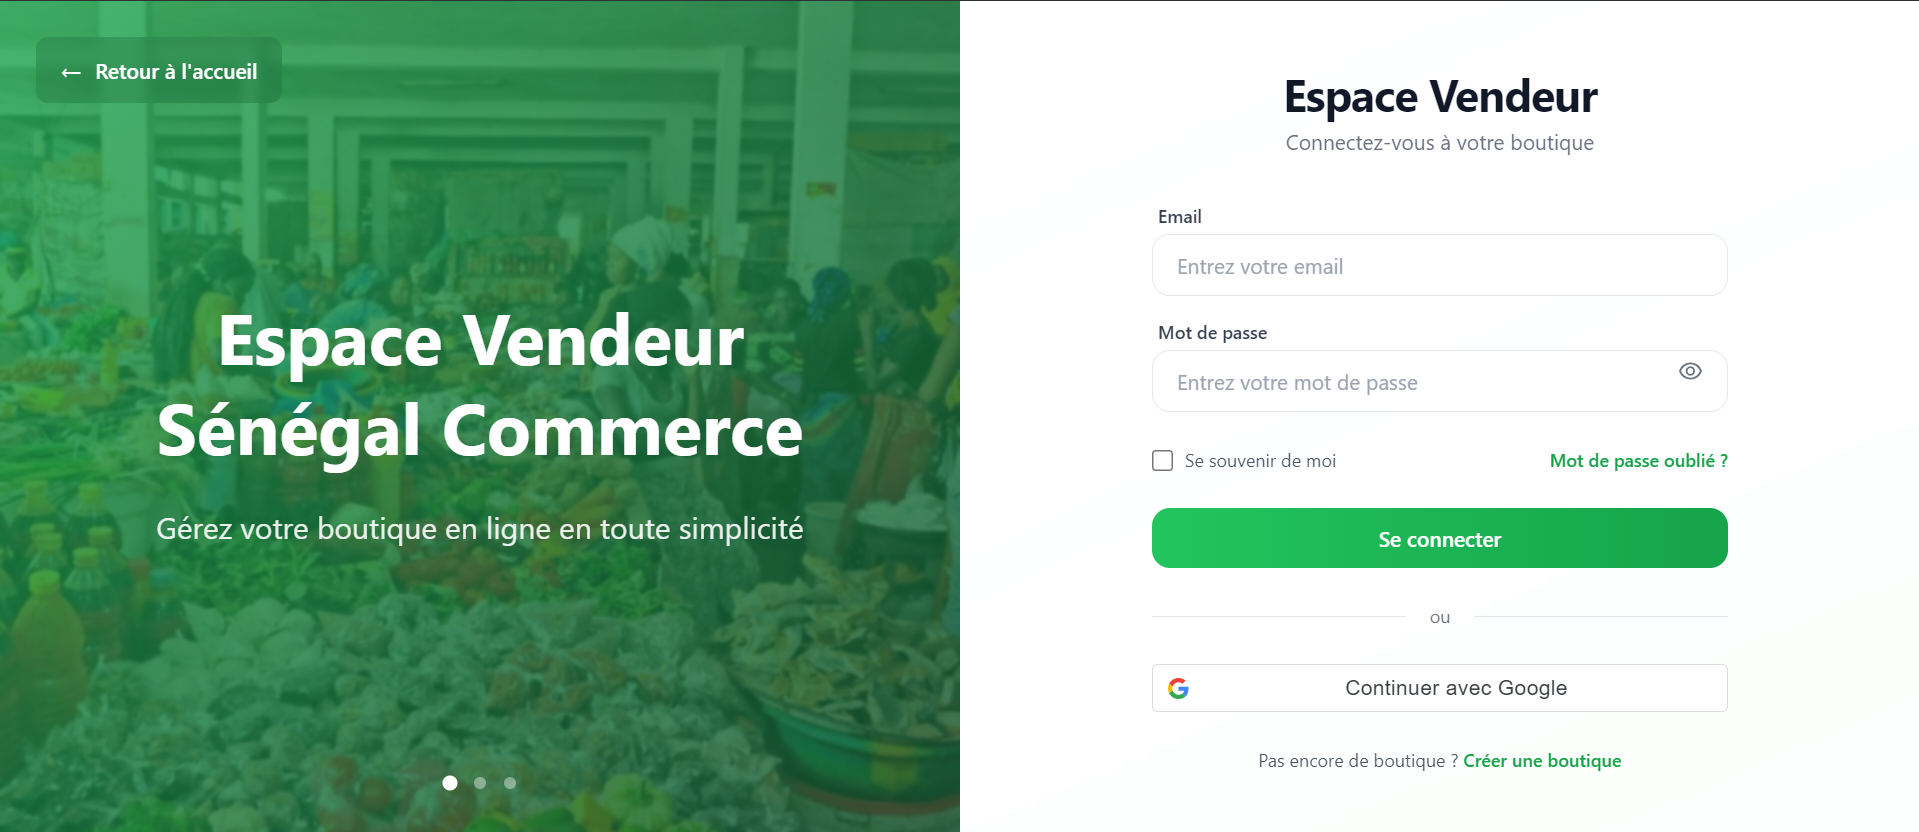 ← Retour à l'accueil
Espace Vendeur
Sénégal Commerce
Gérez votre boutique en ligne en toute simplicité
Espace Vendeur
Connectez-vous à votre boutique
Email
Entrez votre email
Mot de passe
Entrez votre mot de passe
Se souvenir de moi
Mot de passe oublié ?
Se connecter
ou
Continuer avec Google
Pas encore de boutique ? Créer une boutique